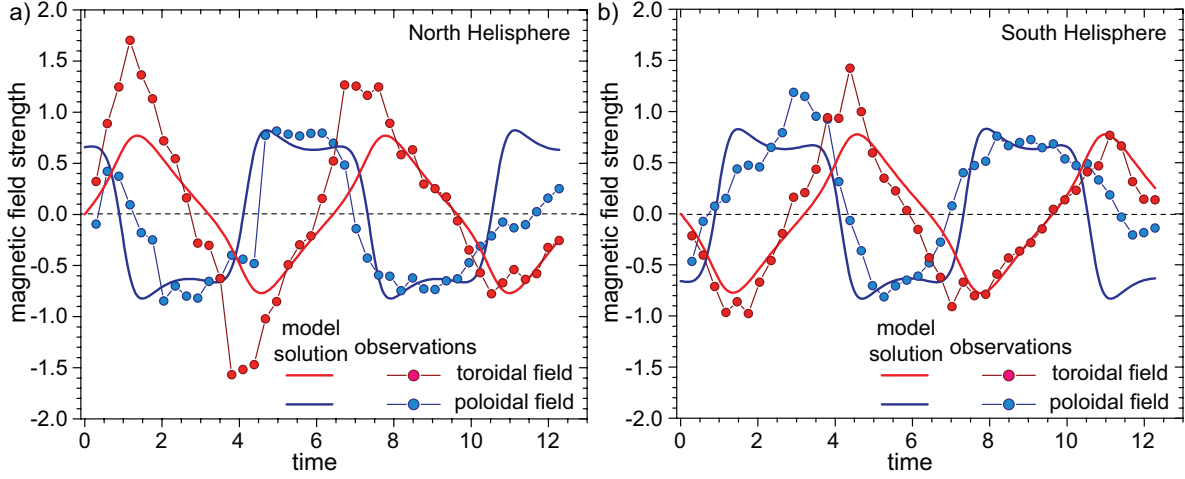 a)
North Helisphere
magnetic field strength
2.0
1.5
1.0
0.5
0.0
-0.5
-1.0
-1.5
-2.0
model
solution observations
toroidal field
poloidal field
0 2 4 6 8 10 12
time
b)
South Helisphere
magnetic field strength
2.0
1.5
1.0
0.5
0.0
-0.5
-1.0
-1.5
-2.0
model
solution observations
toroidal field
poloidal field
0 2 4 6 8 10 12
time